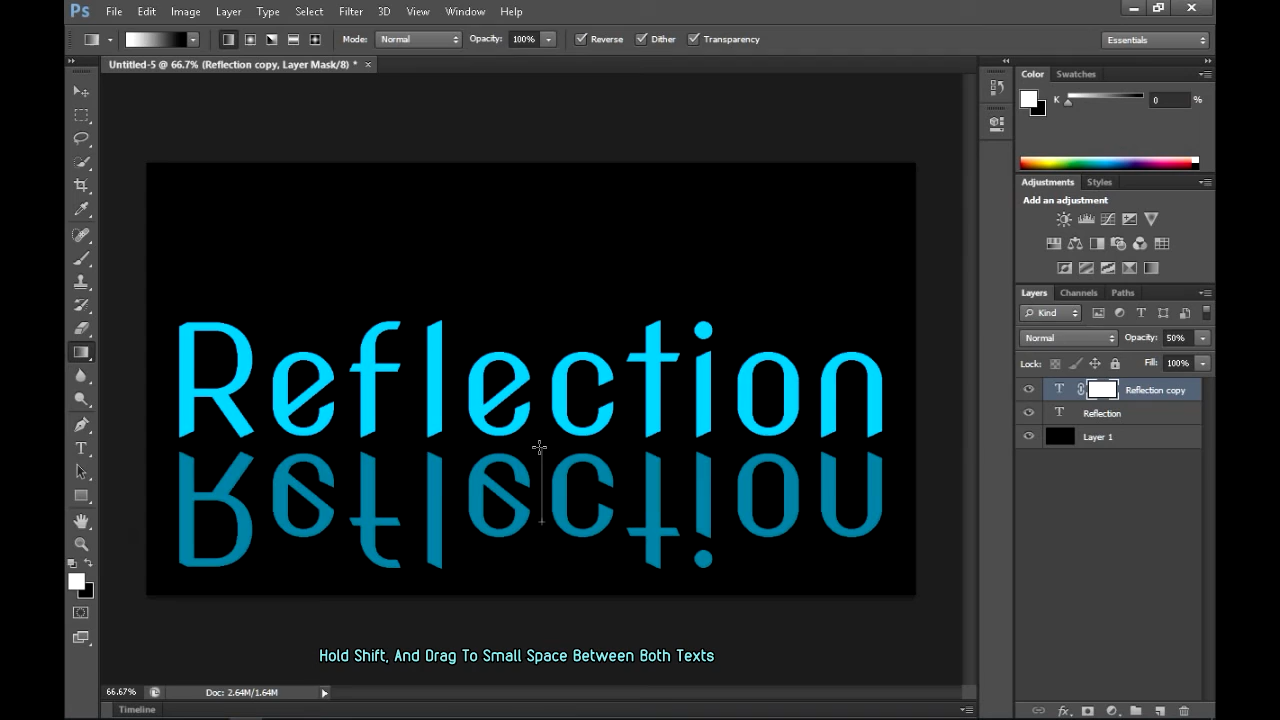 Ps File Edit Image Layer Type Select Filter 3D View Window Help
Mode: Normal Opacity: 100% Reverse Dither Transparency Essentials
Untitled-5 @ 66.7% (Reflection copy, Layer Mask/8) * ×
Color Swatches
K 0 %
Adjustments Styles
Add an adjustment
Layers Channels Paths
Kind
Normal Opacity: 50%
Lock: Fill: 100%
T Reflection copy
T Reflection
Layer 1
Reflection
Reflection
Hold Shift, And Drag To Small Space Between Both Texts
66.67% Doc: 2.64M/1.64M
Timeline